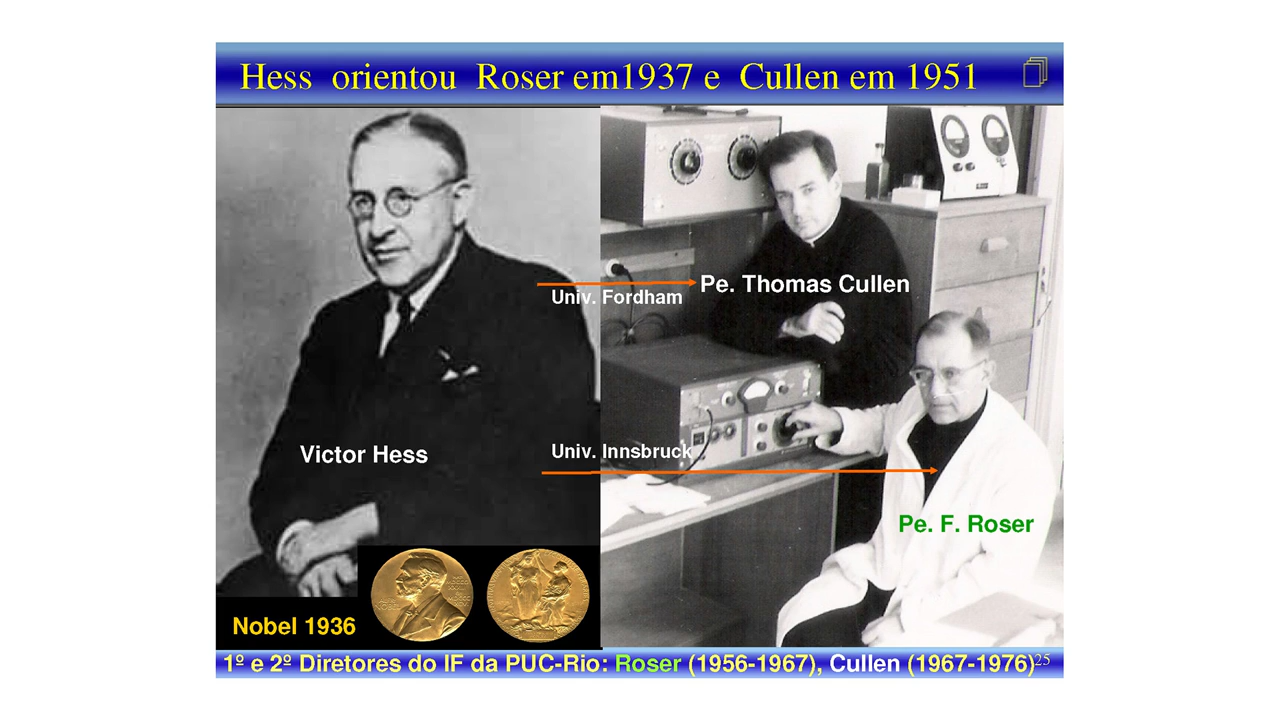 Hess orientou Roser em1937 e Cullen em 1951
Pe. Thomas Cullen
Univ. Fordham
Victor Hess
Univ. Innsbruck
Pe. F. Roser
Nobel 1936
1º e 2º Diretores do IF da PUC-Rio: Roser (1956-1967), Cullen (1967-1976)
25